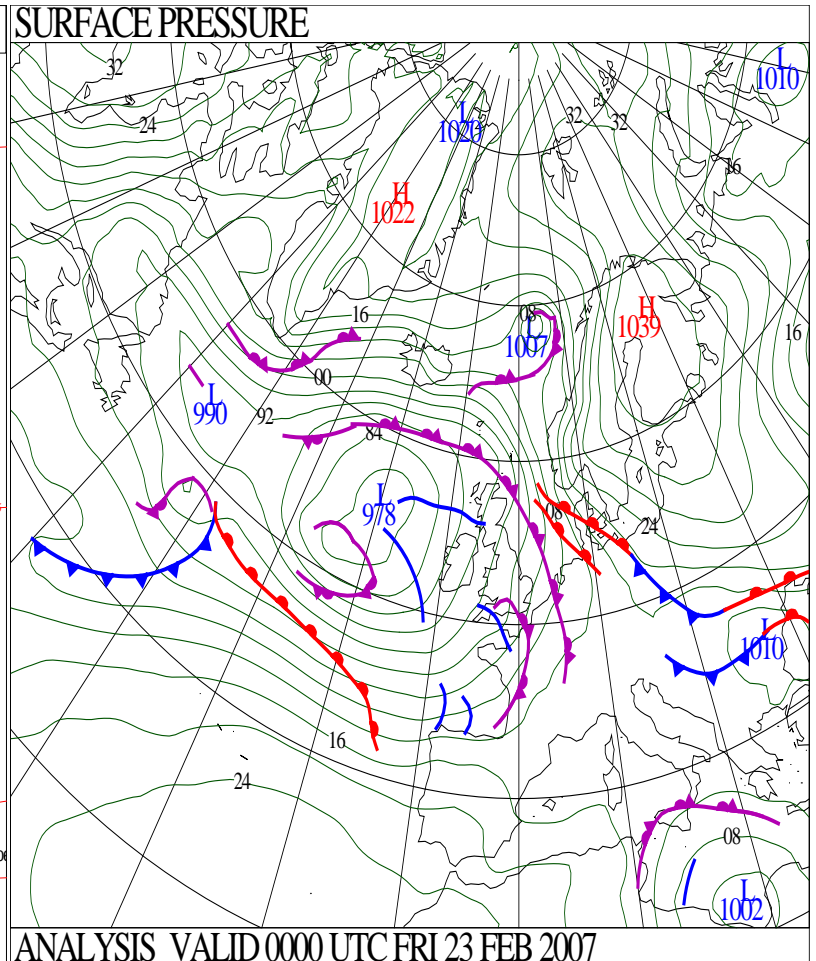 SURFACE PRESSURE
L
1010
32
24
L
1020
32
32
16
H
1022
16
08
L
1007
H
1039
16
00
L
990
92
84
L
978
08
24
L
1010
16
24
08
L
1002
ANALYSIS VALID 0000 UTC FRI 23 FEB 2007